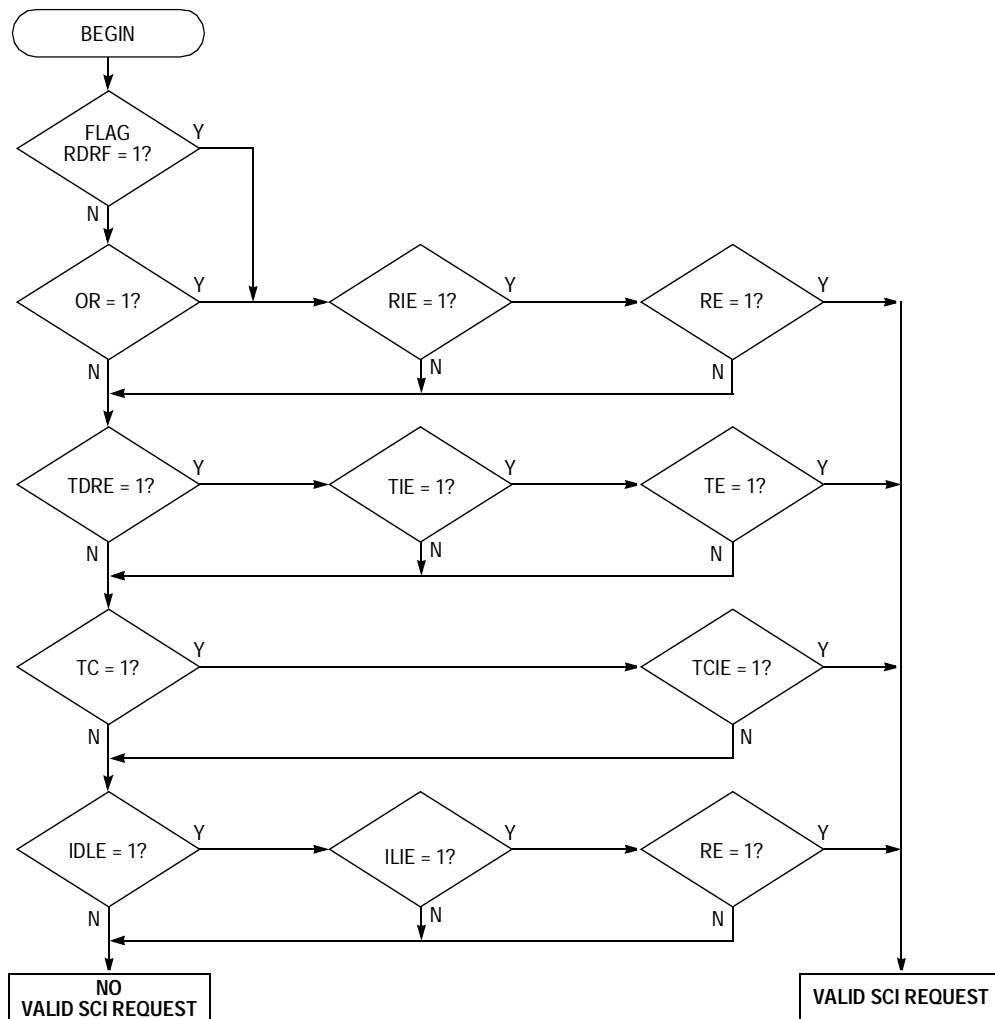 BEGIN
FLAG
RDRF = 1?
Y
N
OR = 1?
Y
N
RIE = 1?
Y
N
RE = 1?
Y
N
TDRE = 1?
Y
N
TIE = 1?
Y
N
TE = 1?
Y
N
TC = 1?
Y
N
TCIE = 1?
Y
N
IDLE = 1?
Y
N
ILIE = 1?
Y
N
RE = 1?
Y
N
NO
VALID SCI REQUEST
VALID SCI REQUEST